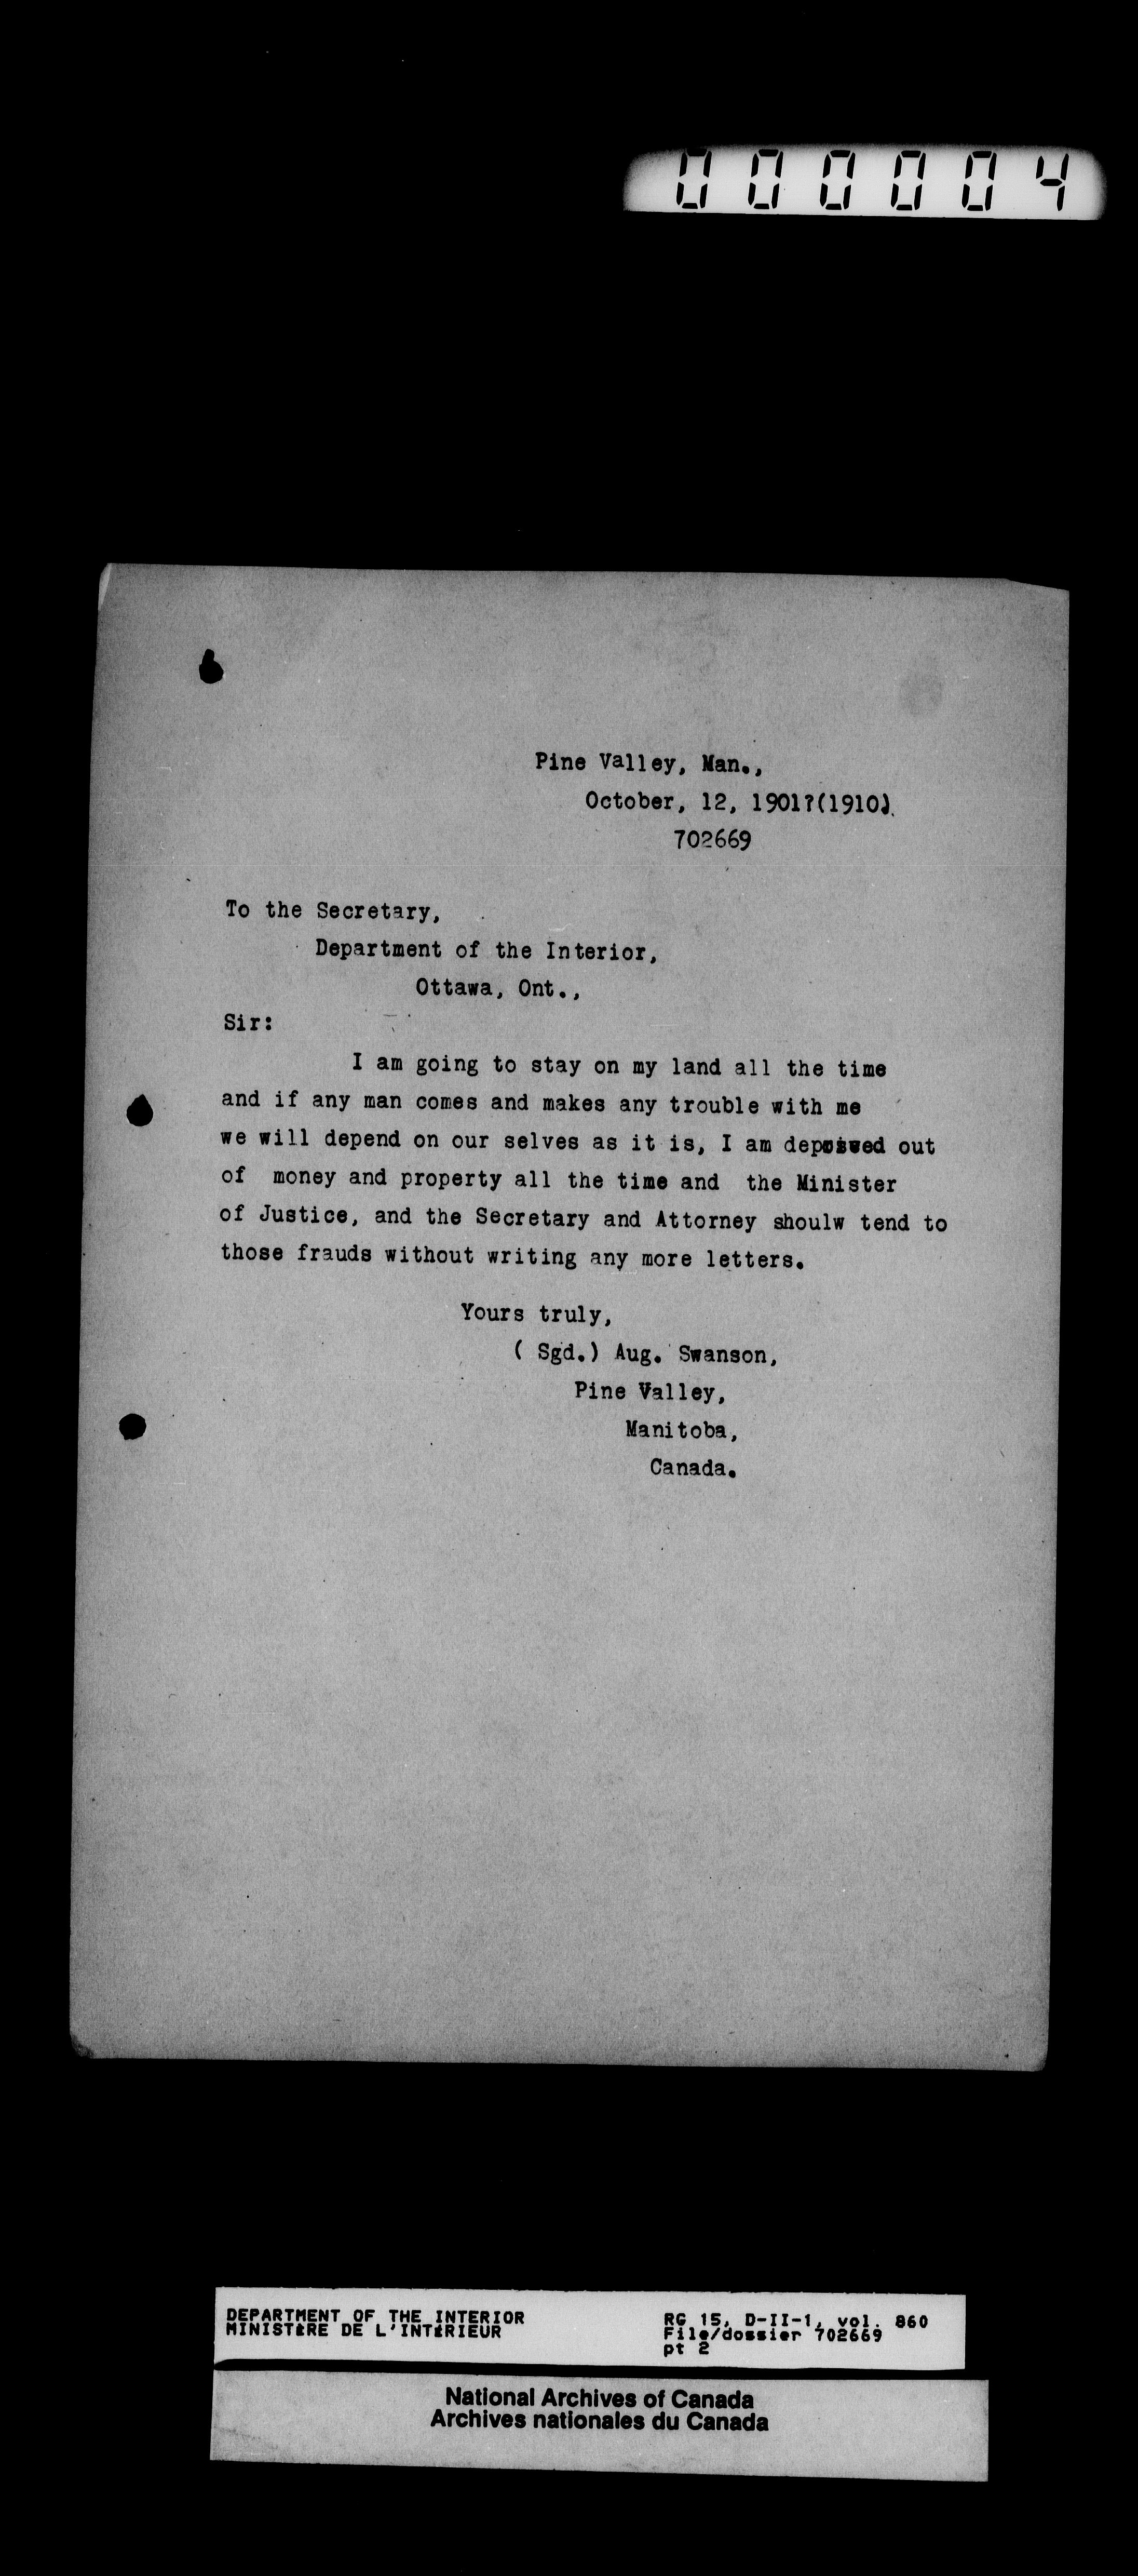 000004
Pine Valley, Man.,
October, 12, 1901?(1910).
702669
To the Secretary,
Department of the Interior,
Ottawa, Ont.,
Sir:
I am going to stay on my land all the time
and if any man comes and makes any trouble with me
we will depend on our selves as it is, I am out
of money and property all the time and the Minister
of Justice, and the Secretary and Attorney shoulw tend to
those frauds without writing any more letters.
Yours truly,
( Sgd.) Aug. Swanson,
Pine Valley,
Manitoba,
Canada.
DEPARTMENT OF THE INTERIOR
MINISTÈRE DE L'INTÉRIEUR
RG 15, D-II-1, vol. 860
File/dossier 702669
pt 2
National Archives of Canada
Archives nationales du Canada